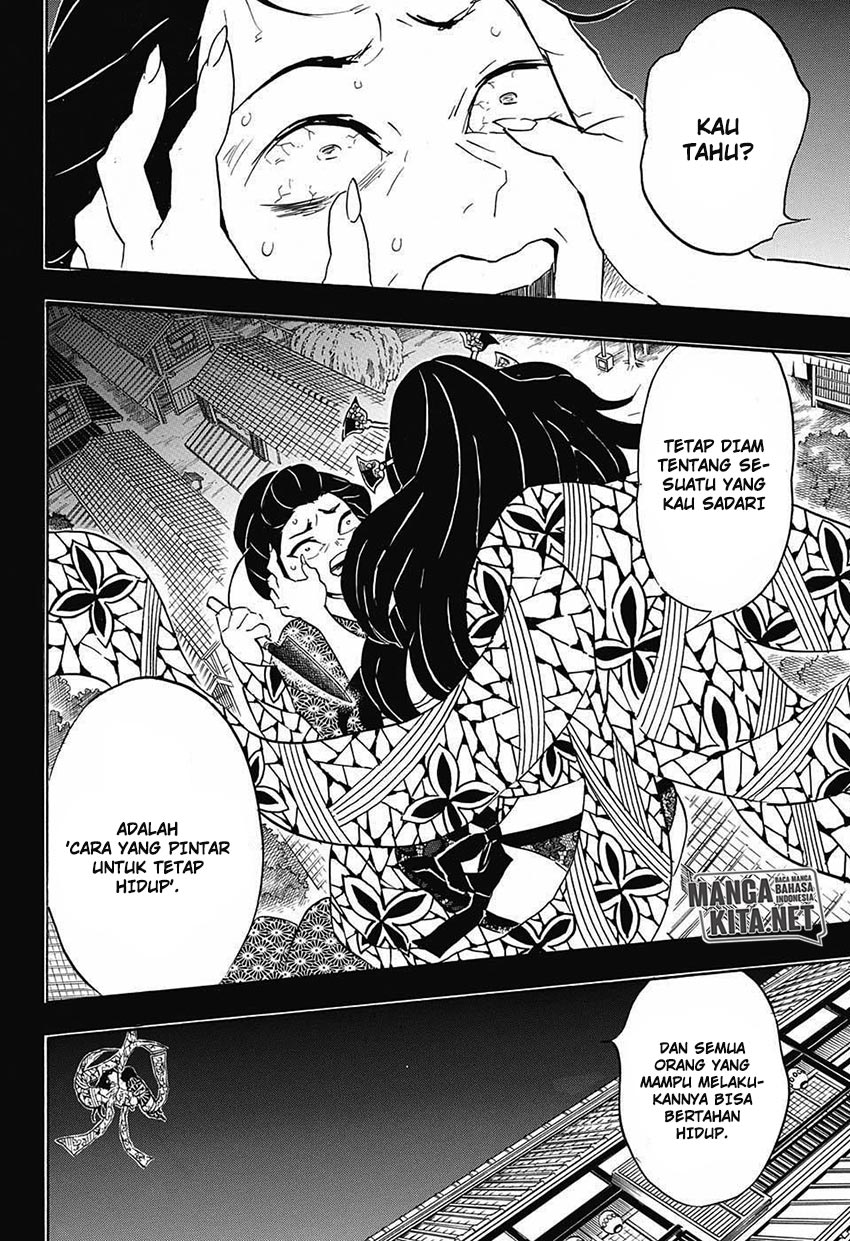 KAU
TAHU?
TETAP DIAM
TENTANG SE-
SUATU YANG
KAU SADARI
ADALAH
'CARA YANG PINTAR
UNTUK TETAP
HIDUP'.
MANGA
BACA MANGA
BAHASA
INDONESIA
KITA.NET
DAN SEMUA
ORANG YANG
MAMPU MELAKU-
KANNYA BISA
BERTAHAN
HIDUP.